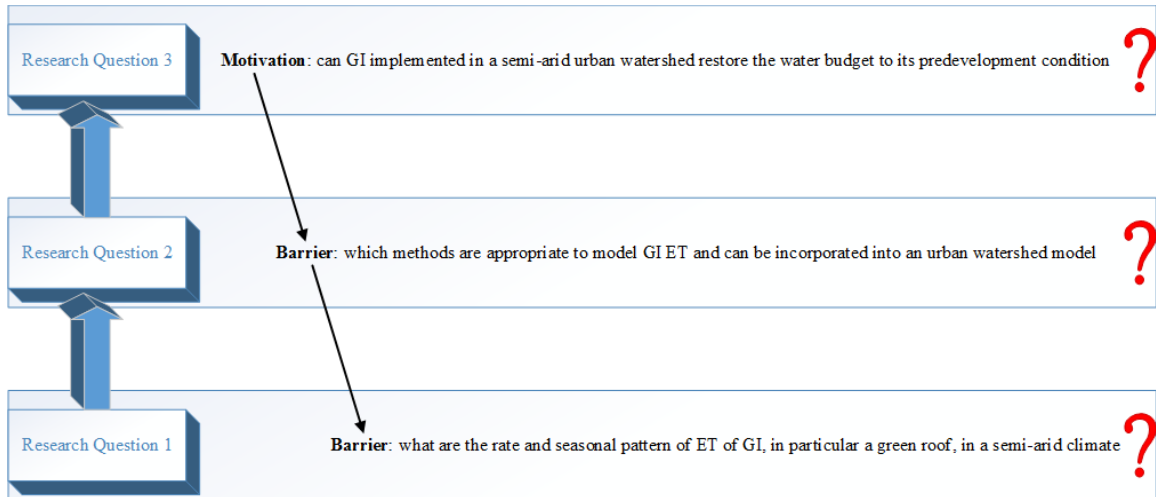 Research Question 3
Motivation: can GI implemented in a semi-arid urban watershed restore the water budget to its predevelopment condition
?
Research Question 2
Barrier: which methods are appropriate to model GI ET and can be incorporated into an urban watershed model
?
Research Question 1
Barrier: what are the rate and seasonal pattern of ET of GI, in particular a green roof, in a semi-arid climate
?